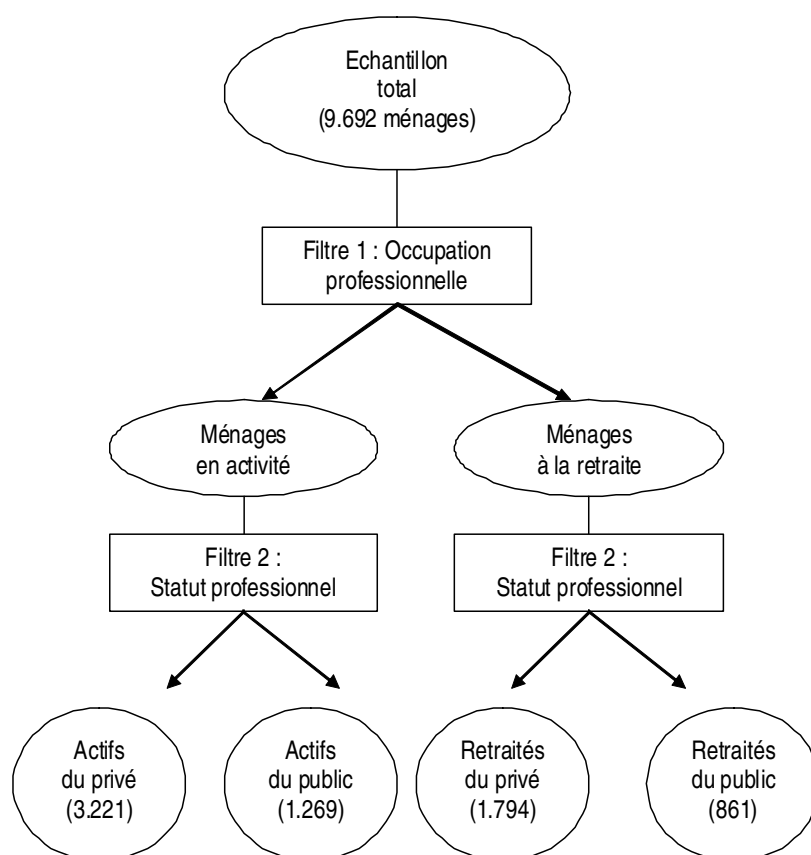 Echantillon
total
(9.692 ménages)
Filtre 1 : Occupation
professionnelle
Ménages
en activité
Ménages
à la retraite
Filtre 2 :
Statut professionnel
Filtre 2 :
Statut professionnel
Actifs
du privé
(3.221)
Actifs
du public
(1.269)
Retraités
du privé
(1.794)
Retraités
du public
(861)